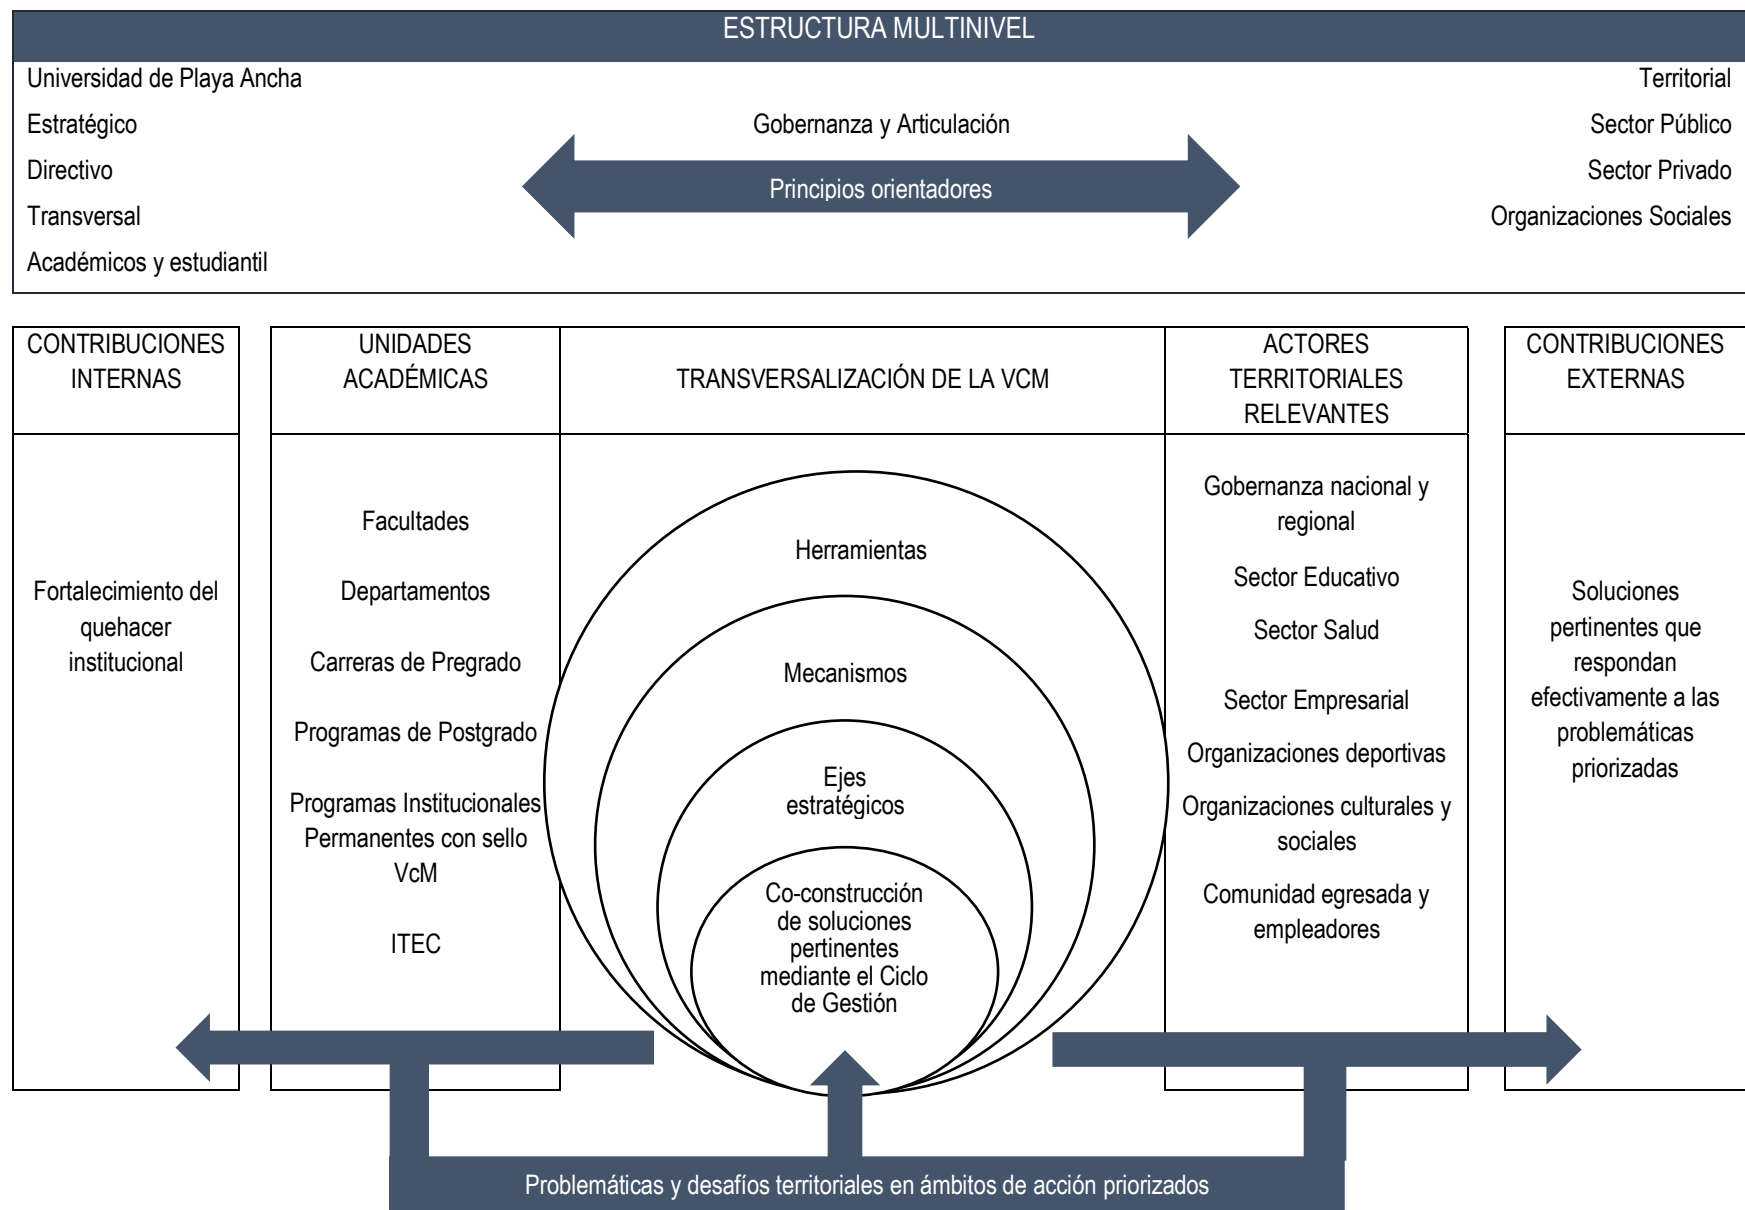 ESTRUCTURA MULTINIVEL
Universidad de Playa Ancha
Estratégico
Directivo
Transversal
Académicos y estudiantil
Gobernanza y Articulación
Principios orientadores
Territorial
Sector Público
Sector Privado
Organizaciones Sociales
CONTRIBUCIONES
INTERNAS
Fortalecimiento del
quehacer
institucional
UNIDADES
ACADÉMICAS
Facultades
Departamentos
Carreras de Pregrado
Programas de Postgrado
Programas Institucionales
Permanentes con sello
VcM
ITEC
TRANSVERSALIZACIÓN DE LA VCM
Herramientas
Mecanismos
Ejes
estratégicos
Co-construcción
de soluciones
pertinentes
mediante el Ciclo
de Gestión
ACTORES
TERRITORIALES
RELEVANTES
Gobernanza nacional y
regional
Sector Educativo
Sector Salud
Sector Empresarial
Organizaciones deportivas
Organizaciones culturales y
sociales
Comunidad egresada y
empleadores
CONTRIBUCIONES
EXTERNAS
Soluciones
pertinentes que
respondan
efectivamente a las
problemáticas
priorizadas
Problemáticas y desafíos territoriales en ámbitos de acción priorizados